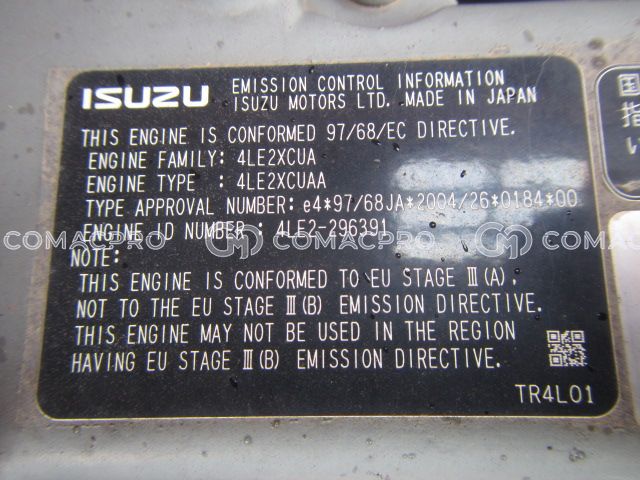 ISUZU EMISSION CONTROL INFORMATION
ISUZU MOTORS LTD. MADE IN JAPAN
THIS ENGINE IS CONFORMED 97/68/EC DIRECTIVE.
ENGINE FAMILY: 4LE2XCUA
ENGINE TYPE : 4LE2XCUAA
TYPE APPROVAL NUMBER: e4*97/68JA*2004/26*0184*00
ENGINE ID NUMBER : 4LE2-296391
COMACPRO COMACPRO COMACPRO
NOTE:
THIS ENGINE IS CONFORMED TO EU STAGE Ⅲ(A),
NOT TO THE EU STAGE Ⅲ(B) EMISSION DIRECTIVE.
THIS ENGINE MAY NOT BE USED IN THE REGION
HAVING EU STAGE Ⅲ(B) EMISSION DIRECTIVE.
TR4L01
国
指
い